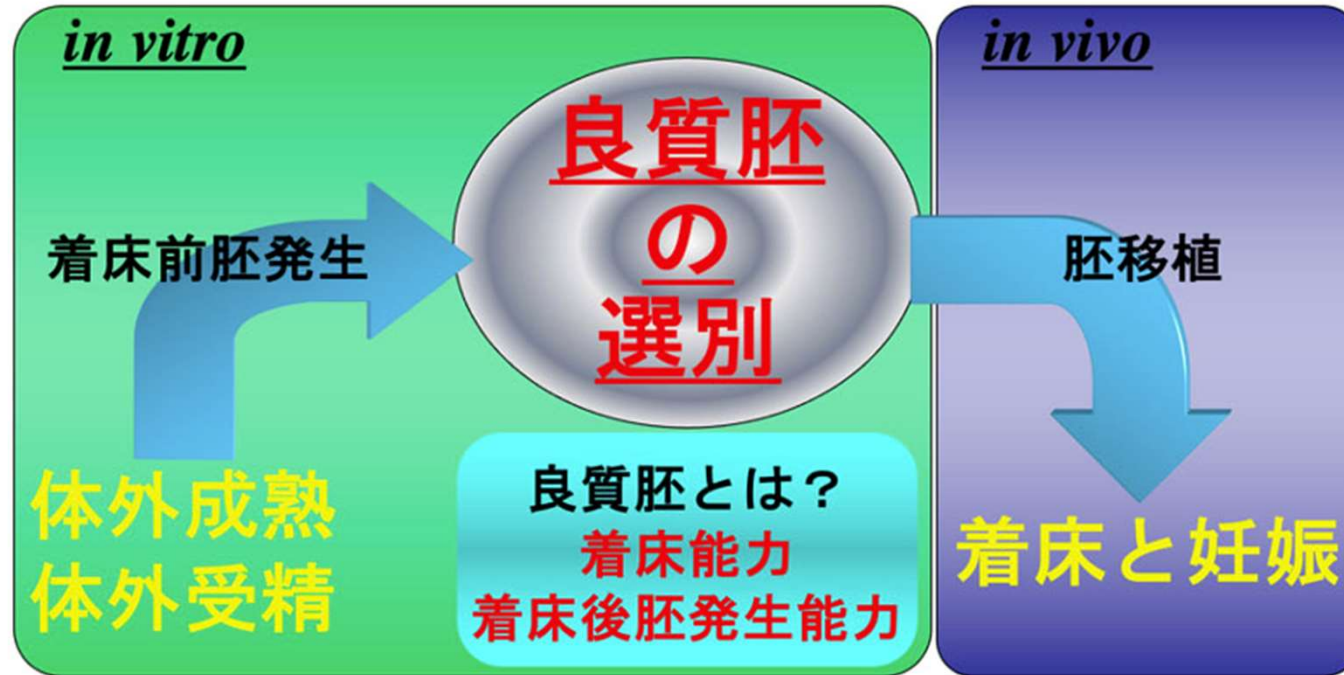 in vitro
着床前胚発生
体外成熟
体外受精
良質胚
の
選別
良質胚とは？
着床能力
着床後胚発生能力
in vivo
胚移植
着床と妊娠